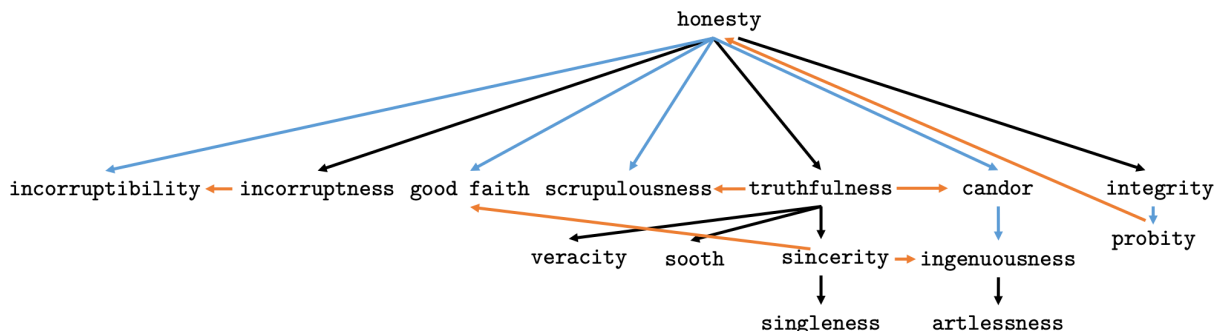 honesty
incorruptibility incorruptness good faith scrupulousness truthfulness candor integrity
probity
veracity sooth sincerity ingenuousness
singleness artlessness